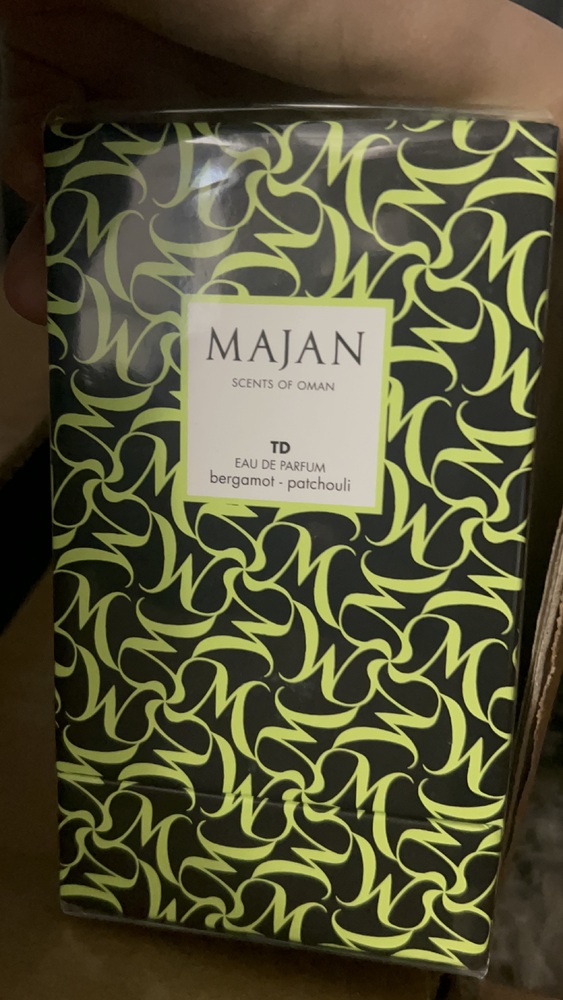 MAJAN
SCENTS OF OMAN
TD
EAU DE PARFUM
bergamot - patchouli